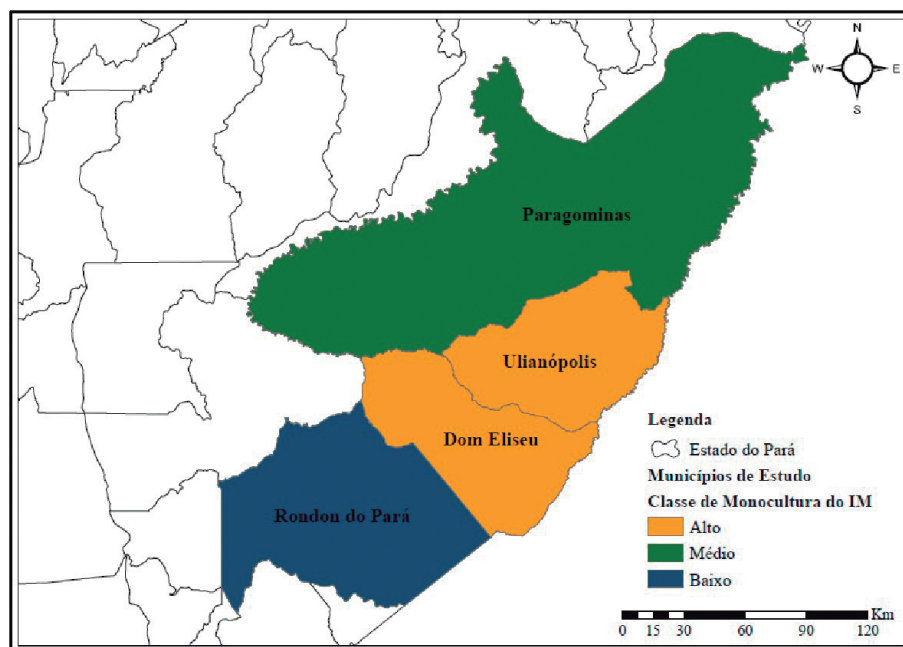 N
W E
S
Paragominas
Ulianópolis
Dom Eliseu
Rondon do Pará
Legenda
Estado do Pará
Municípios de Estudo
Classe de Monocultura do IM
Alto
Médio
Baixo
Km
0 15 30 60 90 120